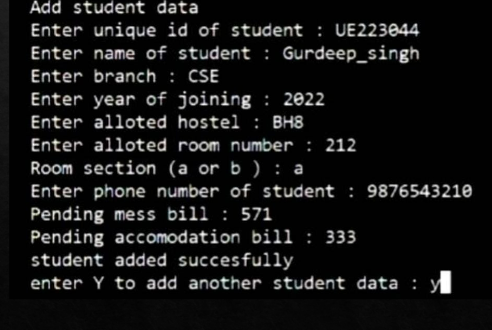 Add student data
Enter unique id of student : UE223044
Enter name of student : Gurdeep_singh
Enter branch : CSE
Enter year of joining : 2022
Enter alloted hostel : BH8
Enter alloted room number : 212
Room section (a or b ) : a
Enter phone number of student : 9876543210
Pending mess bill : 571
Pending accomodation bill : 333
student added succesfully
enter Y to add another student data : y